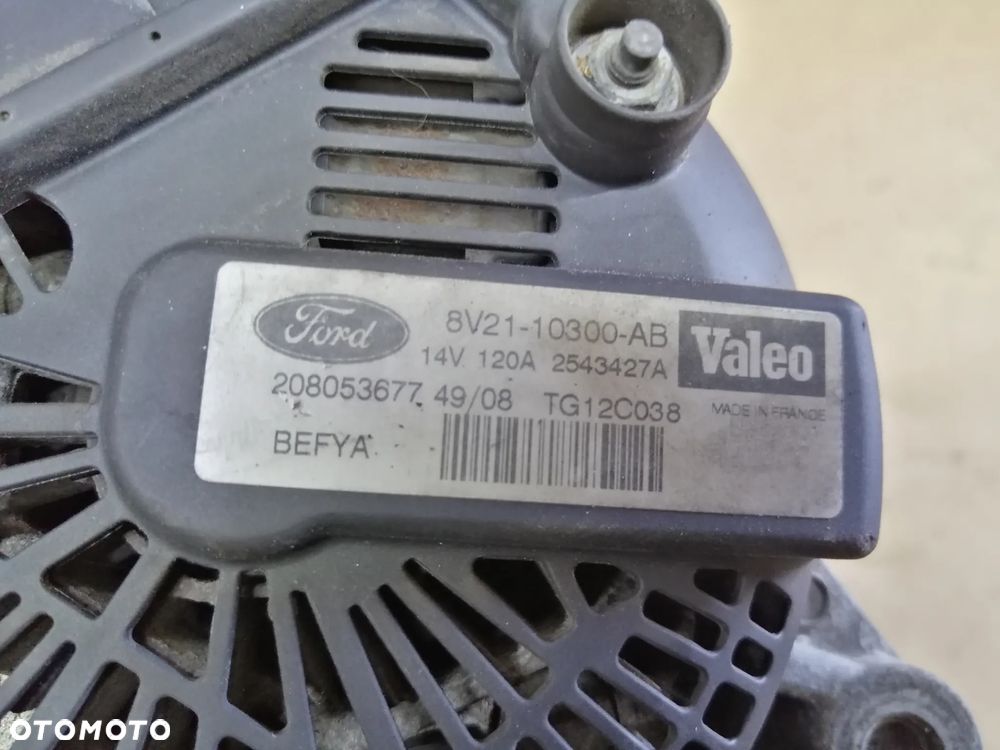 Ford 8V21-10300-AB Valeo
14V 120A 2543427A
208053677 49/08 TG12C038 MADE IN FRANCE
BEFYA
OTOMOTO